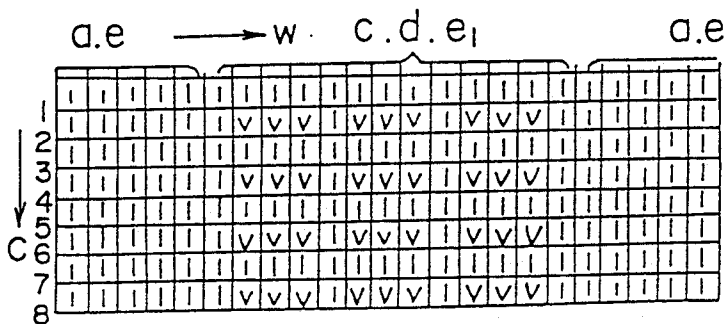 a.e → w c.d.e₁ a.e
1 | | | | | | | | | | | | | | | | | | | | | | |
2 | | | | | | V V V | V V V | V V V | | | | | |
3 | | | | | | | | | | | | | | | | | | | | | | |
4 | | | | | | V V V | V V V | V V V | | | | | |
5 | | | | | | | | | | | | | | | | | | | | | | |
C 6 | | | | | | V V V | V V V | V V V | | | | | |
7 | | | | | | | | | | | | | | | | | | | | | | |
8 | | | | | | V V V | V V V | V V V | | | | | |